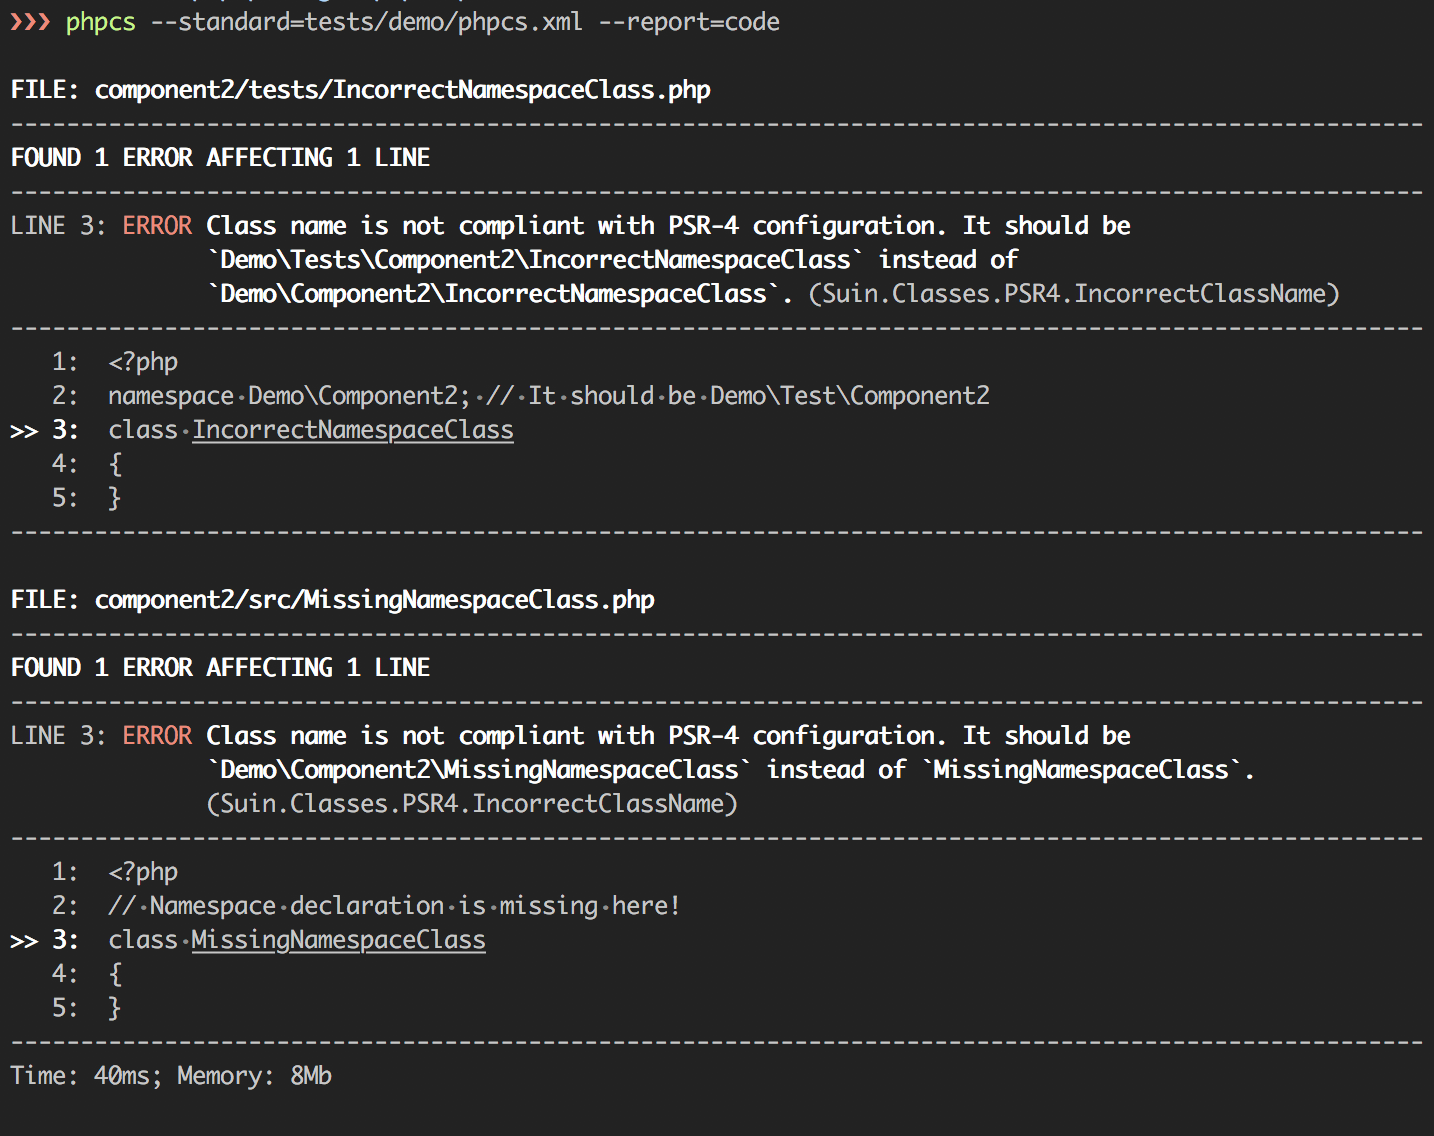 ❯❯❯ phpcs --standard=tests/demo/phpcs.xml --report=code
FILE: component2/tests/IncorrectNamespaceClass.php
-----------------------------------------------------------------------------------------------------
FOUND 1 ERROR AFFECTING 1 LINE
-----------------------------------------------------------------------------------------------------
LINE 3: ERROR Class name is not compliant with PSR-4 configuration. It should be
`Demo\Tests\Component2\IncorrectNamespaceClass` instead of
`Demo\Component2\IncorrectNamespaceClass`. (Suin.Classes.PSR4.IncorrectClassName)
-----------------------------------------------------------------------------------------------------
1: <?php
2: namespace·Demo\Component2;·//·It·should·be·Demo\Test\Component2
>> 3: class·IncorrectNamespaceClass
4: {
5: }
-----------------------------------------------------------------------------------------------------
FILE: component2/src/MissingNamespaceClass.php
-----------------------------------------------------------------------------------------------------
FOUND 1 ERROR AFFECTING 1 LINE
-----------------------------------------------------------------------------------------------------
LINE 3: ERROR Class name is not compliant with PSR-4 configuration. It should be
`Demo\Component2\MissingNamespaceClass` instead of `MissingNamespaceClass`.
(Suin.Classes.PSR4.IncorrectClassName)
-----------------------------------------------------------------------------------------------------
1: <?php
2: //·Namespace·declaration·is·missing·here!
>> 3: class·MissingNamespaceClass
4: {
5: }
-----------------------------------------------------------------------------------------------------
Time: 40ms; Memory: 8Mb